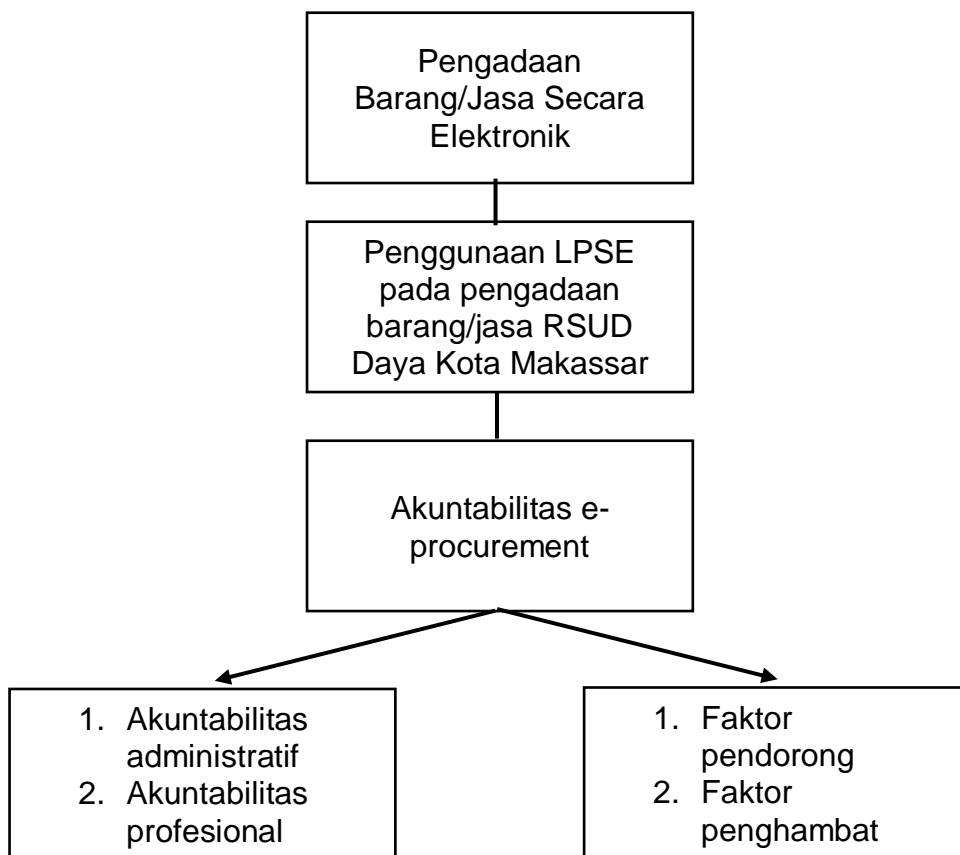 Pengadaan
Barang/Jasa Secara
Elektronik
Penggunaan LPSE
pada pengadaan
barang/jasa RSUD
Daya Kota Makassar
Akuntabilitas e-
procurement
1. Akuntabilitas
administratif
2. Akuntabilitas
profesional
1. Faktor
pendorong
2. Faktor
penghambat